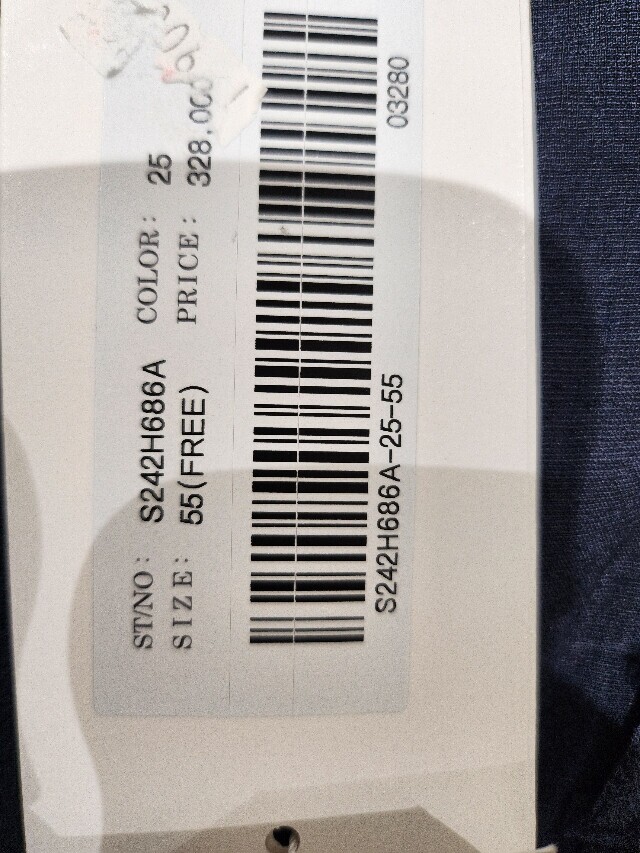 ST/NO: S242H686A COLOR: 25
SIZE: 55(FREE) PRICE: 328,000
S242H686A-25-55 03280